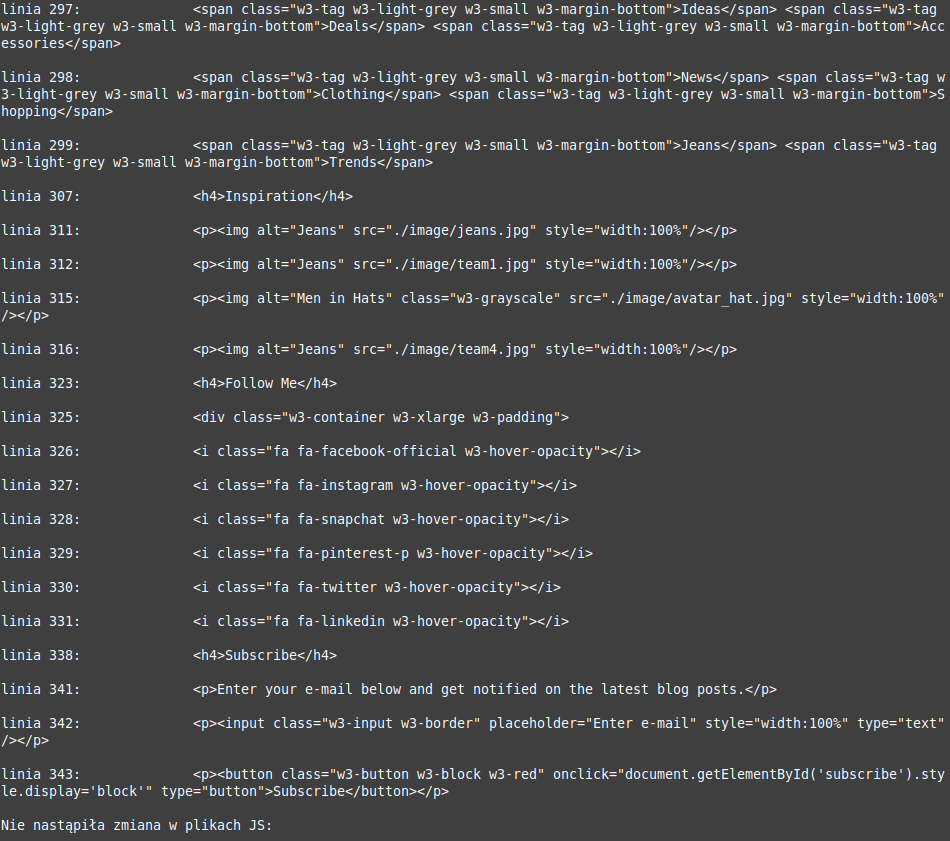 linia 297:              <span class="w3-tag w3-light-grey w3-small w3-margin-bottom">Ideas</span> <span class="w3-tag
w3-light-grey w3-small w3-margin-bottom">Deals</span> <span class="w3-tag w3-light-grey w3-small w3-margin-bottom">Acc
essories</span>
linia 298:              <span class="w3-tag w3-light-grey w3-small w3-margin-bottom">News</span> <span class="w3-tag w
3-light-grey w3-small w3-margin-bottom">Clothing</span> <span class="w3-tag w3-light-grey w3-small w3-margin-bottom">S
hopping</span>
linia 299:              <span class="w3-tag w3-light-grey w3-small w3-margin-bottom">Jeans</span> <span class="w3-tag
w3-light-grey w3-small w3-margin-bottom">Trends</span>
linia 307:              <h4>Inspiration</h4>
linia 311:              <p><img alt="Jeans" src="./image/jeans.jpg" style="width:100%"/></p>
linia 312:              <p><img alt="Jeans" src="./image/team1.jpg" style="width:100%"/></p>
linia 315:              <p><img alt="Men in Hats" class="w3-grayscale" src="./image/avatar_hat.jpg" style="width:100%"
/></p>
linia 316:              <p><img alt="Jeans" src="./image/team4.jpg" style="width:100%"/></p>
linia 323:              <h4>Follow Me</h4>
linia 325:              <div class="w3-container w3-xlarge w3-padding">
linia 326:              <i class="fa fa-facebook-official w3-hover-opacity"></i>
linia 327:              <i class="fa fa-instagram w3-hover-opacity"></i>
linia 328:              <i class="fa fa-snapchat w3-hover-opacity"></i>
linia 329:              <i class="fa fa-pinterest-p w3-hover-opacity"></i>
linia 330:              <i class="fa fa-twitter w3-hover-opacity"></i>
linia 331:              <i class="fa fa-linkedin w3-hover-opacity"></i>
linia 338:              <h4>Subscribe</h4>
linia 341:              <p>Enter your e-mail below and get notified on the latest blog posts.</p>
linia 342:              <p><input class="w3-input w3-border" placeholder="Enter e-mail" style="width:100%" type="text"
/></p>
linia 343:              <p><button class="w3-button w3-block w3-red" onclick="document.getElementById('subscribe').sty
le.display='block'" type="button">Subscribe</button></p>
Nie nastąpiła zmiana w plikach JS: